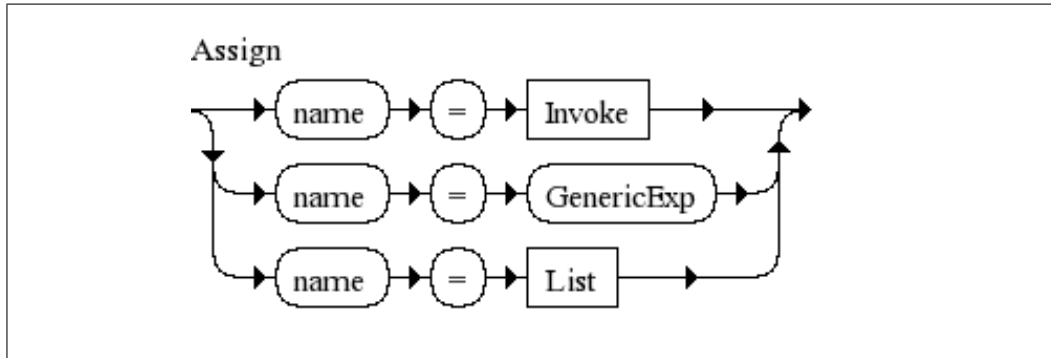 Assign
name = Invoke
name = GenericExp
name = List